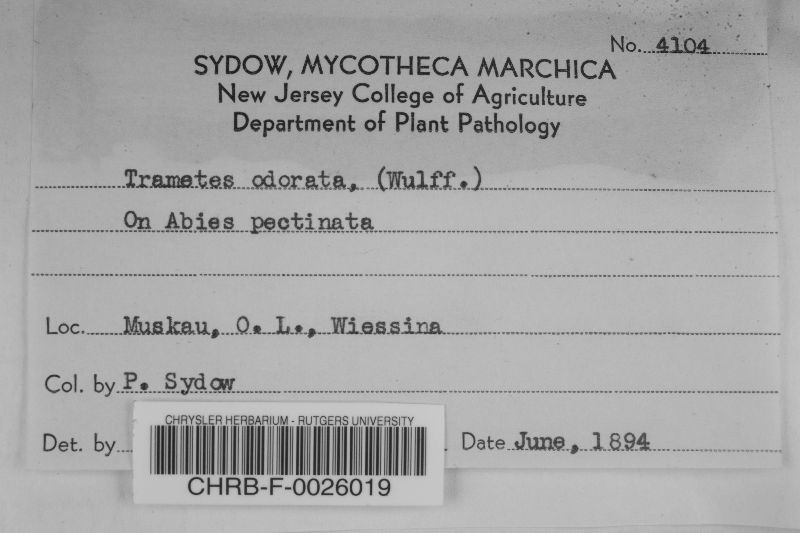 No. 4104
SYDOW, MYCOTHECA MARCHICA
New Jersey College of Agriculture
Department of Plant Pathology
Trametes odorata, (Wulff.)
On Abies pectinata
Loc. Muskau, O. L., Wiessina
Col. by P. Sydow
Det. by
Date June, 1894
CHRYSLER HERBARIUM - RUTGERS UNIVERSITY
CHRB-F-0026019